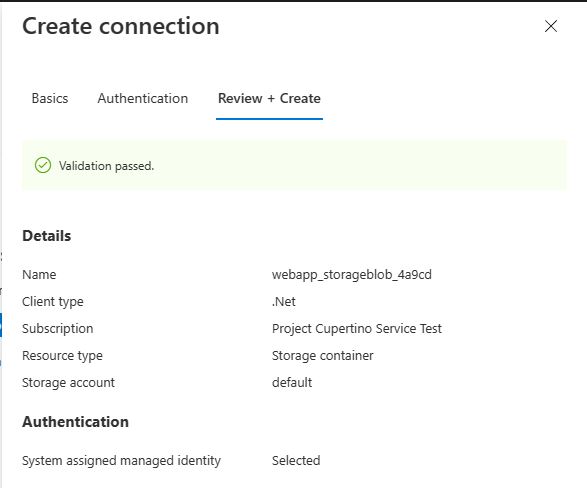 Create connection
Basics Authentication Review + Create
Validation passed.
Details
Name webapp_storageblob_4a9cd
Client type .Net
Subscription Project Cupertino Service Test
Resource type Storage container
Storage account default
Authentication
System assigned managed identity Selected